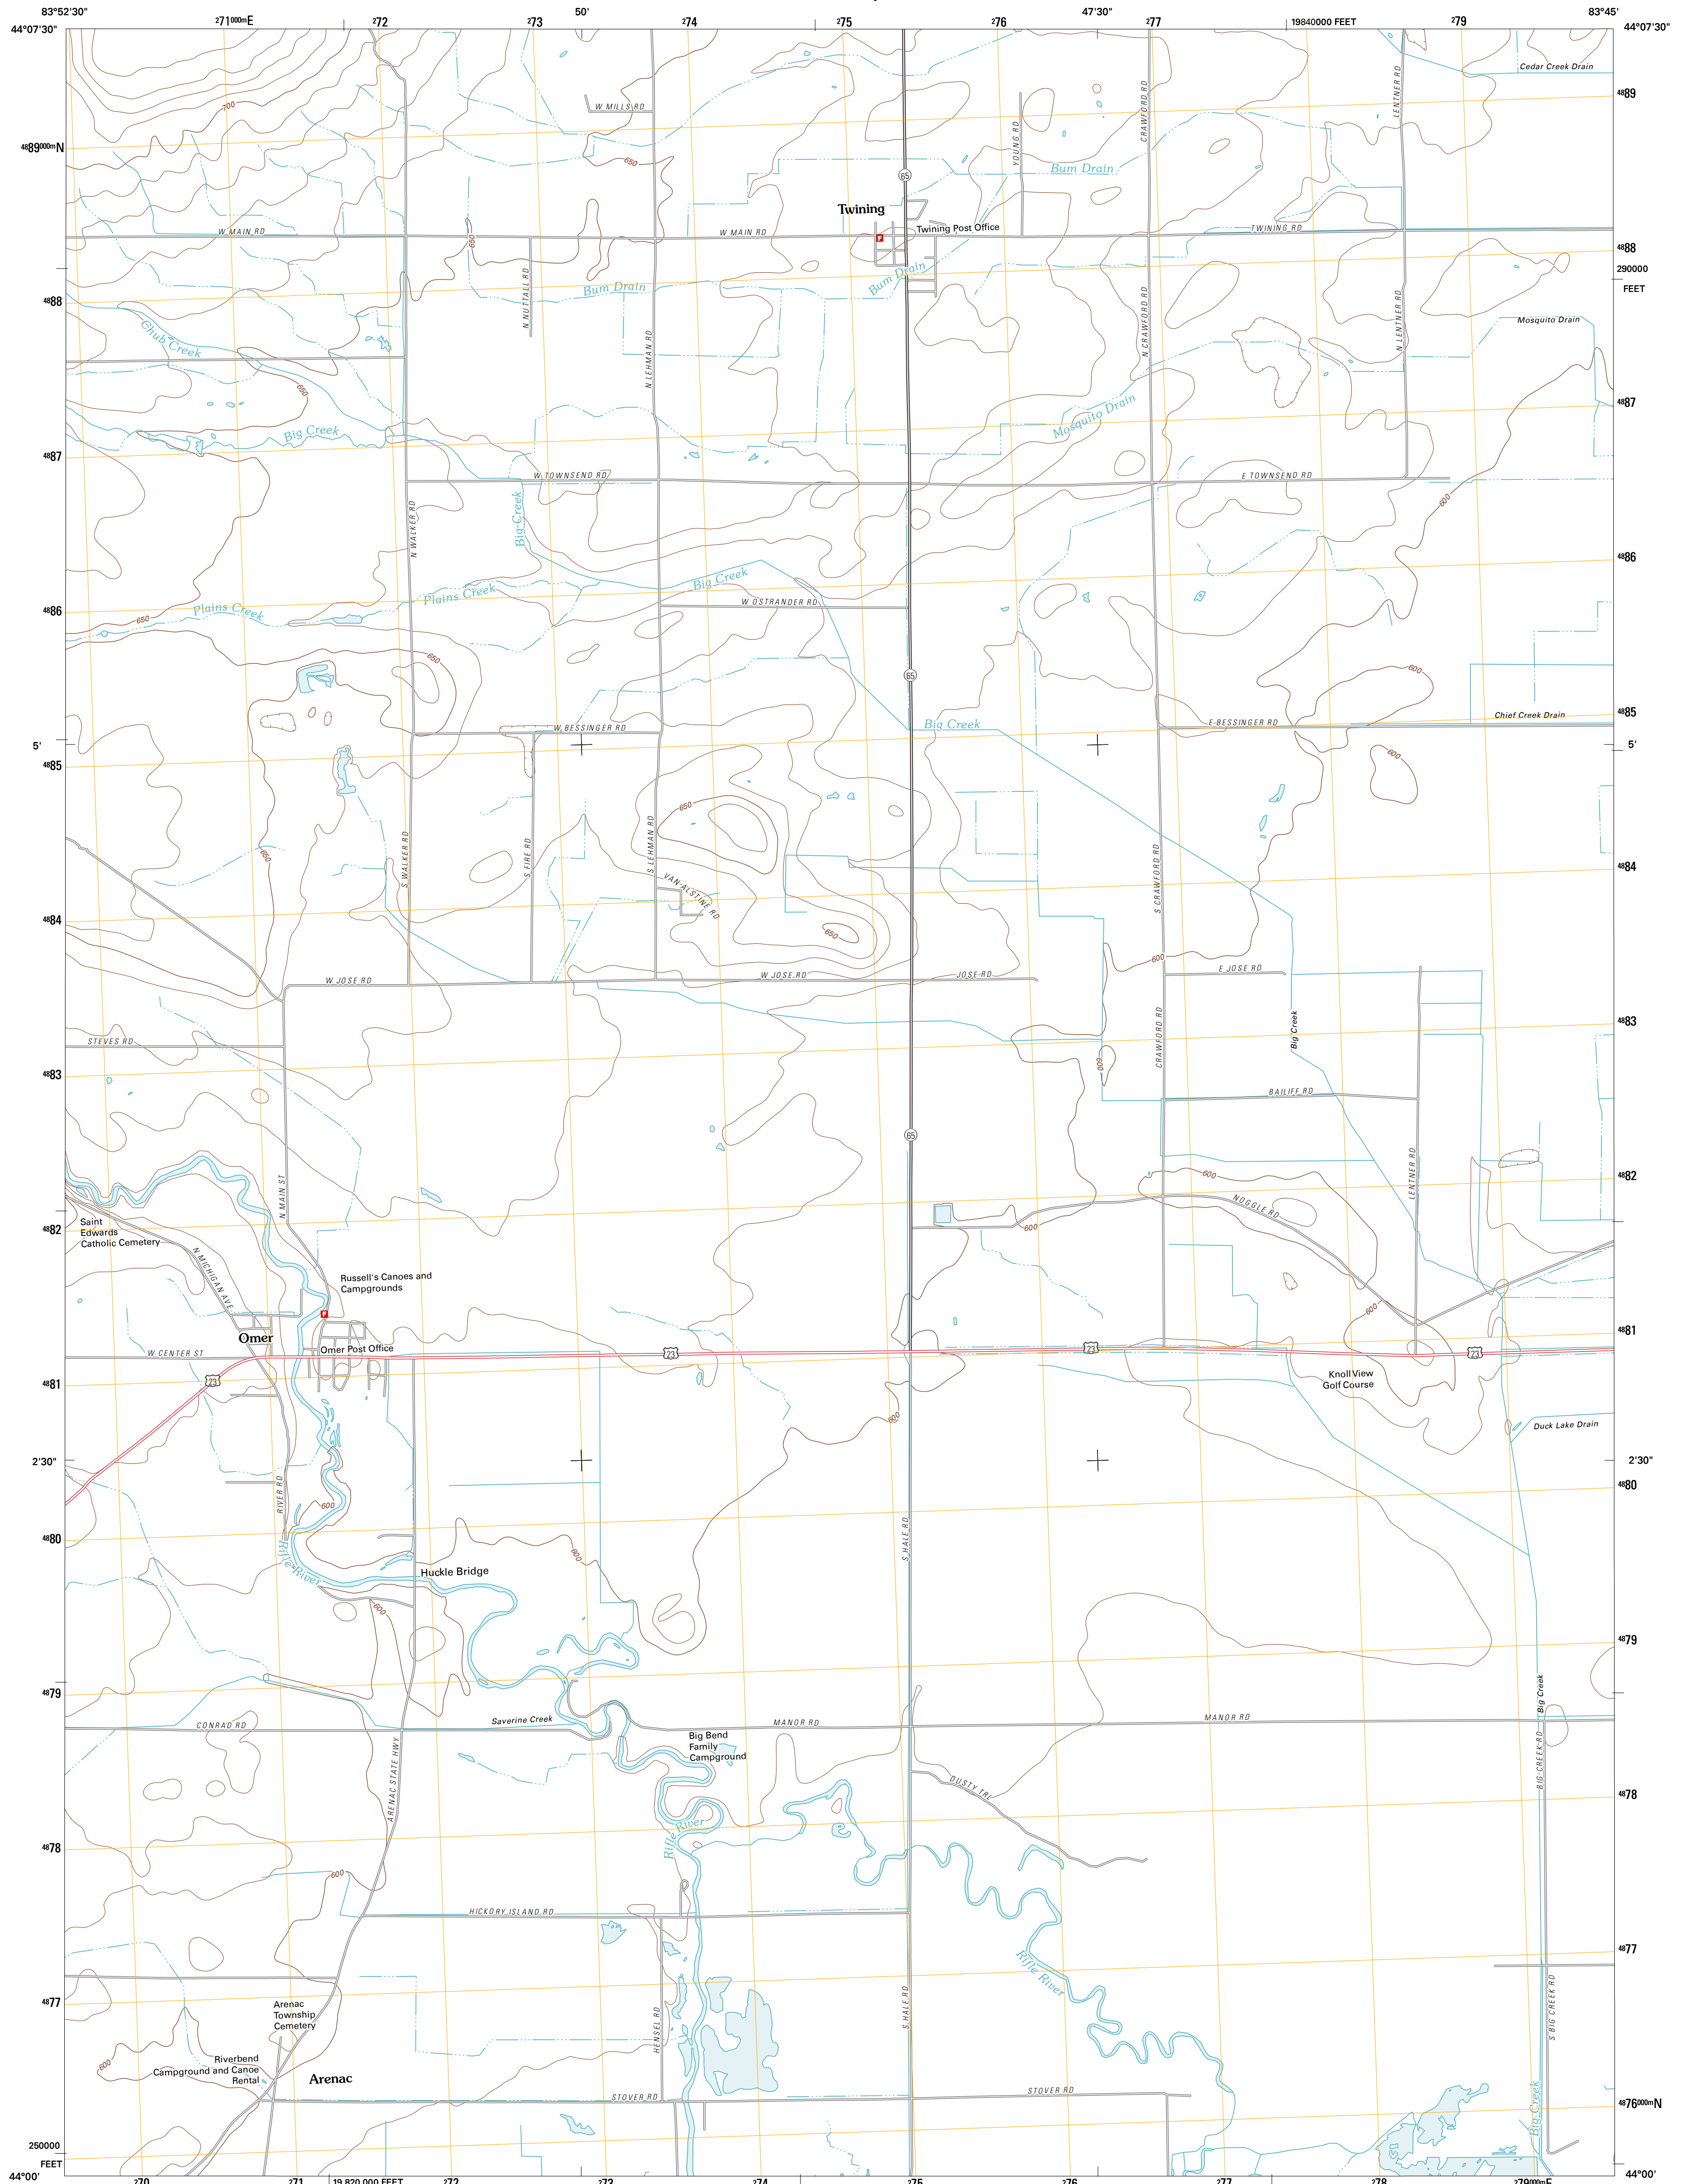 83°52'30"
271000mE
272
273
50'
274
275
276
47'30"
277
19840000 FEET
279
83°45'
44°07'30"
44°07'30"
Cedar Creek Drain
4889
LENTNER RD
CRAWFORD RD
700
W MILLS RD
YOUNG RD
4889000mN
650
65
Bum Drain
Twining
Twining Post Office
F
W MAIN RD
W MAIN RD
TWINING RD
650
4888
290000
FEET
Bum Drain
Bum Drain
N NUTTALL RD
N CRAWFORD RD
N LENTNER RD
4888
Mosquito Drain
Chub Creek
N LEHMAN RD
650
Mosquito Drain
4887
Big Creek
4887
W TOWNSEND RD
E TOWNSEND RD
600
Big Creek
N WALKER RD
4886
Big Creek
Plains Creek
W OSTRANDER RD
Plains Creek
4886
650
650
600
65
4885
Chief Creek Drain
Big Creek
E BESSINGER RD
W BESSINGER RD
5'
5'
4885
600
650
650
S WALKER RD
S FIRE RD
S LEHMAN RD
S CRAWFORD RD
4884
VAN ALSTINE RD
4884
650
600
W JOSE RD
W JOSE RD
JOSE RD
E JOSE RD
4883
STEVES RD
CRAWFORD RD
Big Creek
600
4883
BAILIFF RD
65
LENTNER RD
600
4882
N MAIN ST
NOGGLE RD
Saint
Edwards
Catholic Cemetery
4882
600
N MICHIGAN AVE
Russell's Canoes and
Campgrounds
F
600
Omer
4881
Omer Post Office
W CENTER ST
23
23
23
23
Knoll View
Golf Course
4881
600
Duck Lake Drain
2'30"
2'30"
4880
RIVER RD
600
S HALE RD
4880
600
Rifle River
Huckle Bridge
600
4879
4879
Big Creek
Saverine Creek
CONRAD RD
MANOR RD
MANOR RD
Big Bend
Family
Campground
ARENAC STATE HWY
BIG CREEK RD
DUSTY TRL
4878
Rifle River
4878
600
HICKORY ISLAND RD
4877
Rifle River
4877
Arenac
Township
Cemetery
HENSEL RD
S HALE RD
S BIG CREEK RD
600
Riverbend
Campground and Canoe
Rental
Arenac
STOVER RD
STOVER RD
4876000mN
Big Creek
250000
FEET
44°00'
44°00'
270
271
19 820 000 FEET
272
273
274
275
276
277
278
279000mE